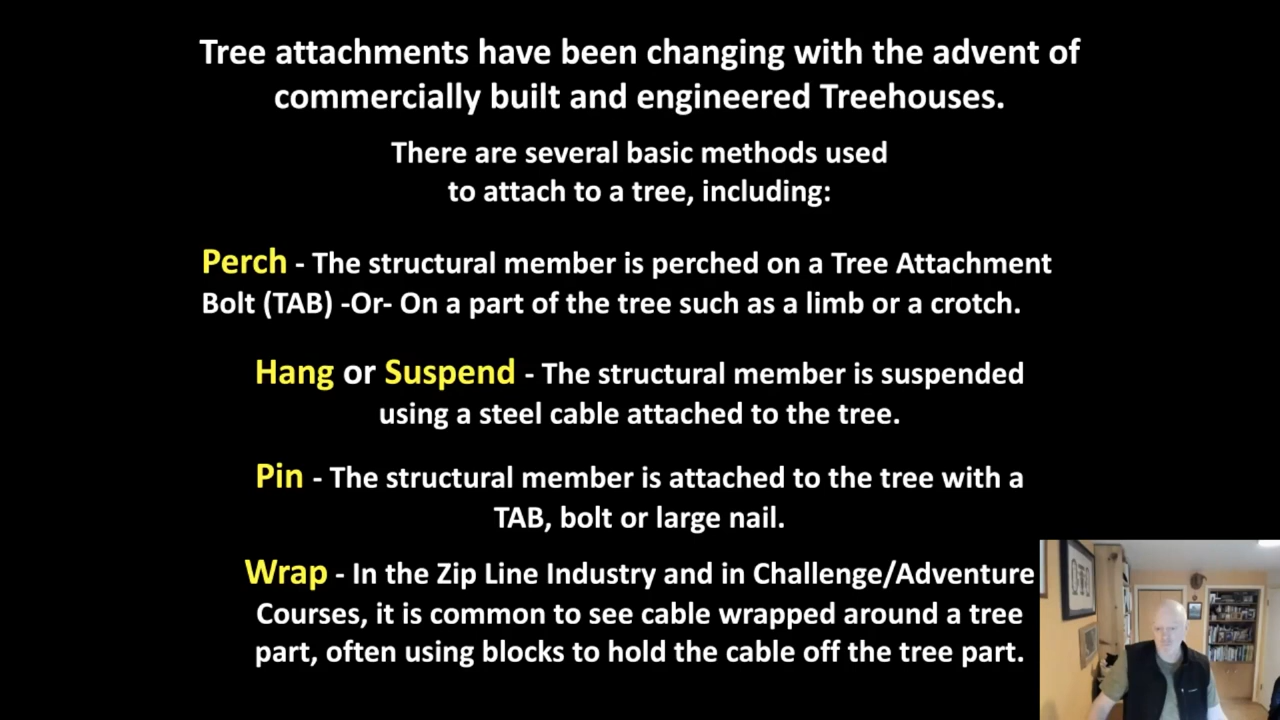 Tree attachments have been changing with the advent of
commercially built and engineered Treehouses.
There are several basic methods used
to attach to a tree, including:
Perch - The structural member is perched on a Tree Attachment
Bolt (TAB) -Or- On a part of the tree such as a limb or a crotch.
Hang or Suspend - The structural member is suspended
using a steel cable attached to the tree.
Pin - The structural member is attached to the tree with a
TAB, bolt or large nail.
Wrap - In the Zip Line Industry and in Challenge/Adventure
Courses, it is common to see cable wrapped around a tree
part, often using blocks to hold the cable off the tree part.